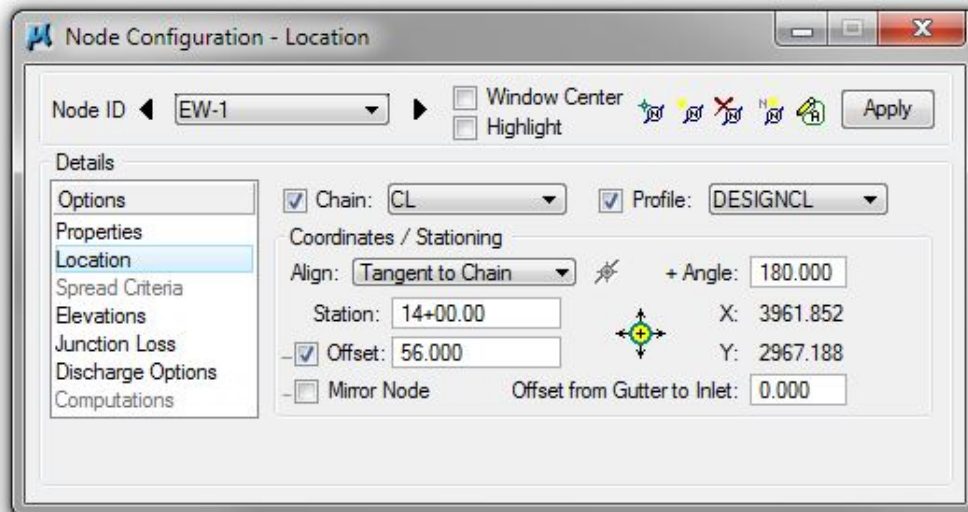 Node Configuration - Location
Node ID EW-1 Window Center Highlight Apply
Details
Options
Properties
Location
Spread Criteria
Elevations
Junction Loss
Discharge Options
Computations
Chain: CL Profile: DESIGNCL
Coordinates / Stationing
Align: Tangent to Chain + Angle: 180.000
Station: 14+00.00 X: 3961.852
Offset: 56.000 Y: 2967.188
Mirror Node Offset from Gutter to Inlet: 0.000